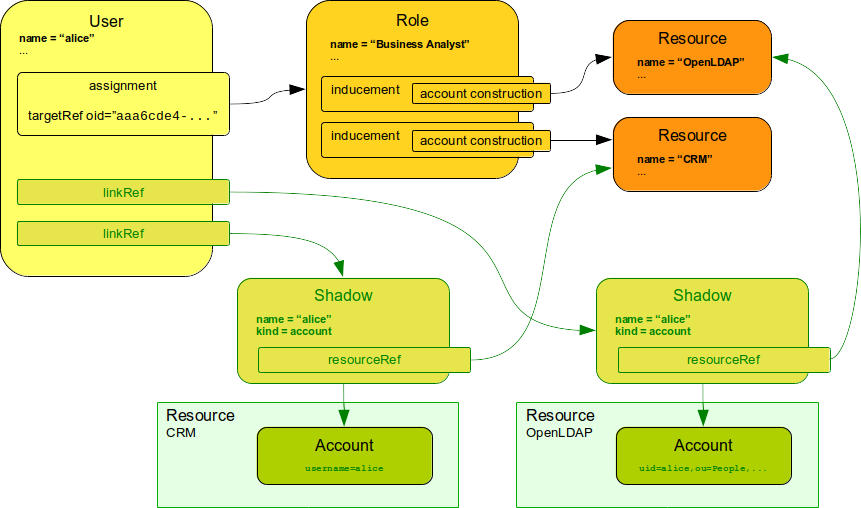 User
name = “alice”
...
assignment
targetRef oid=”aaa6cde4-...”
linkRef
linkRef
Role
name = “Business Analyst”
...
inducement
account construction
inducement
account construction
Resource
name = “OpenLDAP”
...
Resource
name = “CRM”
...
Shadow
name = “alice”
kind = account
resourceRef
Shadow
name = “alice”
kind = account
resourceRef
Resource
CRM
Account
username=alice
Resource
OpenLDAP
Account
uid=alice,ou=People,...